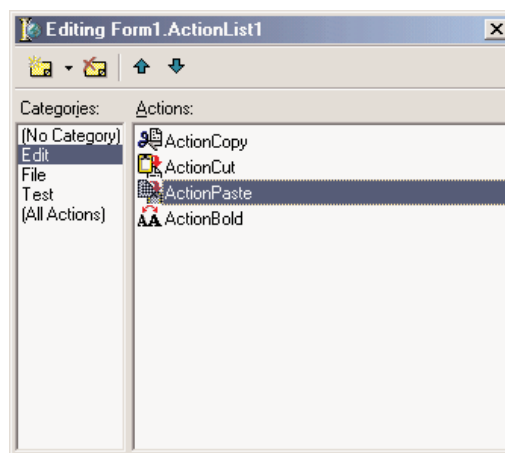 Editing Form1.ActionList1
Categories:
Actions:
(No Category)
Edit
File
Test
(All Actions)
ActionCopy
ActionCut
ActionPaste
ActionBold